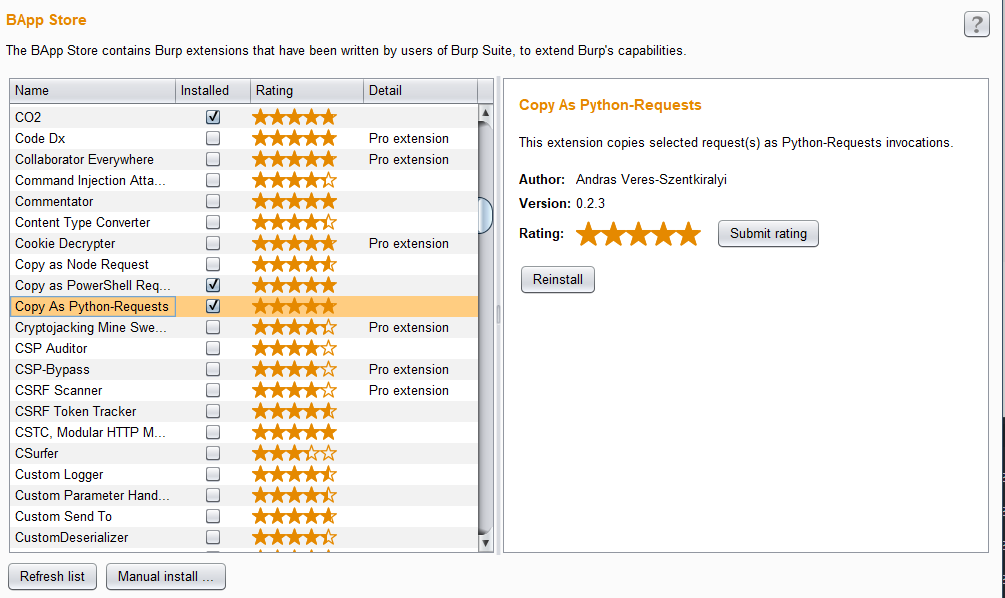 BApp Store
?
The BApp Store contains Burp extensions that have been written by users of Burp Suite, to extend Burp's capabilities.
Name Installed Rating Detail
CO2
Code Dx Pro extension
Collaborator Everywhere Pro extension
Command Injection Atta...
Commentator
Content Type Converter
Cookie Decrypter Pro extension
Copy as Node Request
Copy as PowerShell Req...
Copy As Python-Requests
Cryptojacking Mine Swe... Pro extension
CSP Auditor
CSP-Bypass Pro extension
CSRF Scanner Pro extension
CSRF Token Tracker
CSTC, Modular HTTP M...
CSurfer
Custom Logger
Custom Parameter Hand...
Custom Send To
CustomDeserializer
Copy As Python-Requests
This extension copies selected request(s) as Python-Requests invocations.
Author: Andras Veres-Szentkiralyi
Version: 0.2.3
Rating: Submit rating
Reinstall
Refresh list Manual install ...